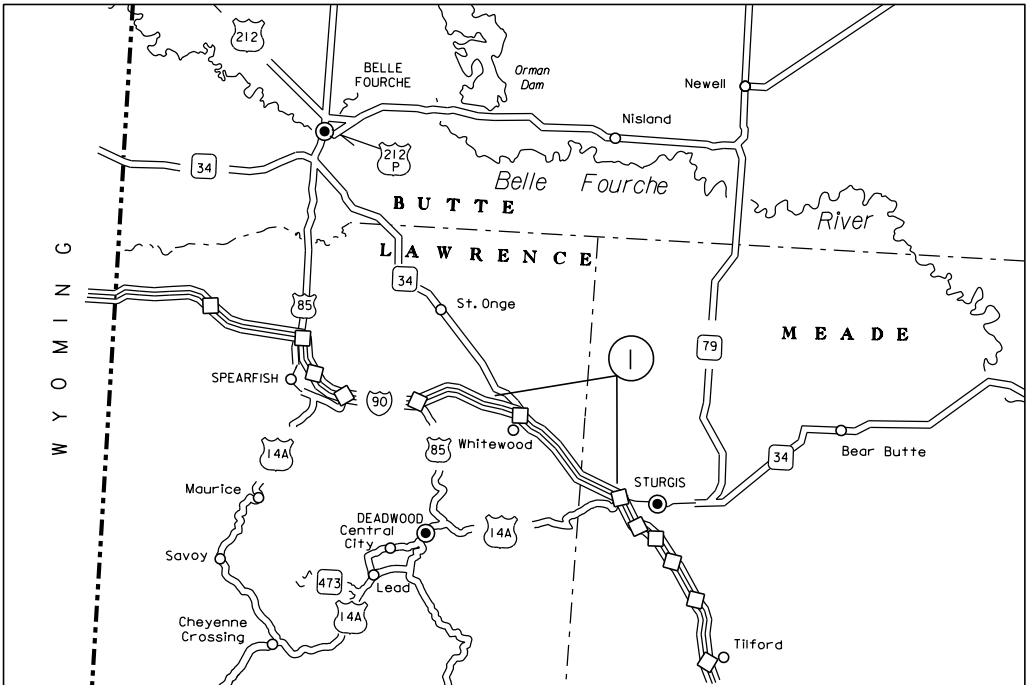 212
BELLE
FOURCHE
Orman
Dam
Newell
Nisland
34
212
P
Belle Fourche
River
BUTTE
LAWRENCE
WYOMING
34
85
St. Onge
MEADE
79
1
SPEARFISH
90
Whitewood
85
14A
34
Bear Butte
STURGIS
Maurice
DEADWOOD
Central
City
14A
Savoy
473
Lead
14A
Cheyenne
Crossing
Tilford